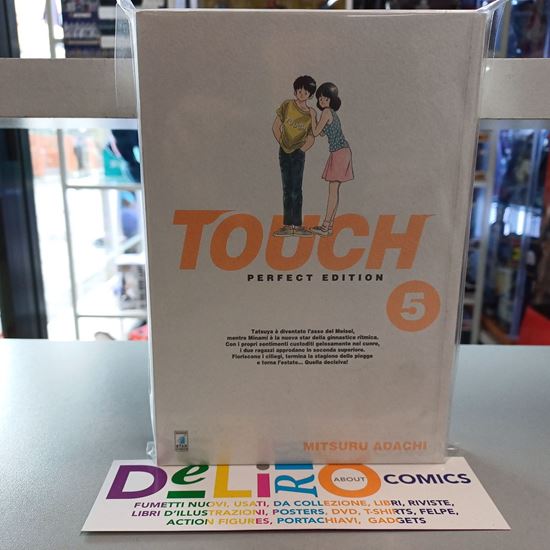 TOUCH
PERFECT EDITION
5
Tatsuya è diventato l'asso del Meisei,
mentre Minami è la nuova star della ginnastica ritmica.
Con i propri sentimenti custoditi gelosamente nel cuore,
i due ragazzi approdano in seconda superiore.
Fioriscono i ciliegi, termina la stagione delle piogge
e torna l'estate... Quella decisiva!
STAR
MITSURU ADACHI
DeLiRiO ABOUT COMICS
FUMETTI NUOVI, USATI, DA COLLEZIONE, LIBRI, RIVISTE,
LIBRI D'ILLUSTRAZIONI, POSTERS, DVD, T-SHIRTS, FELPE,
ACTION FIGURES, PORTACHIAVI, GADGETS